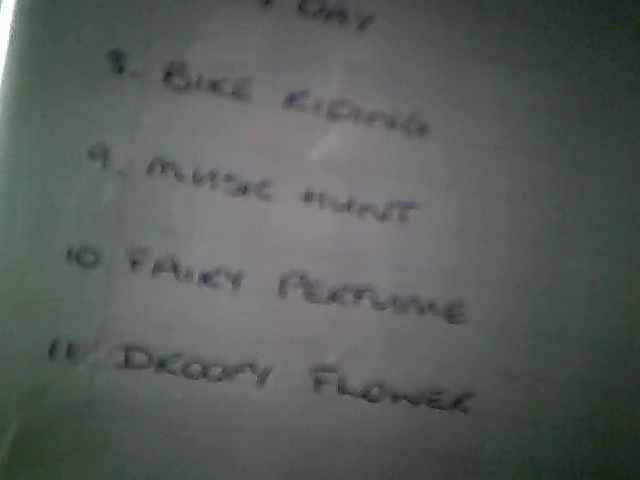 DAY
8. BIKE RIDING
9. MUSIC HUNT
10. FAIRY PERFUME
11. DROOPY FLOWER